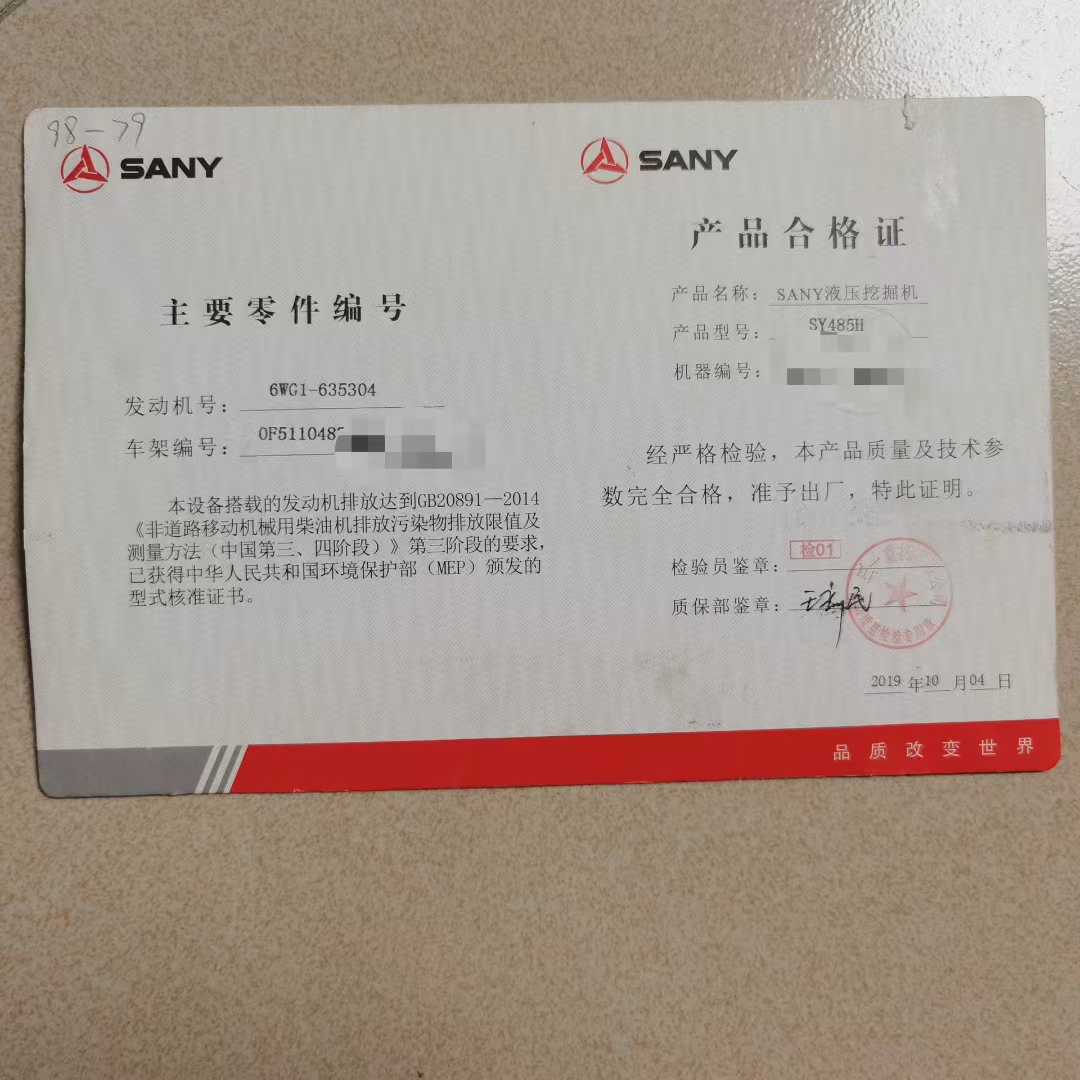 98-79
SANY
主要零件编号
发动机号：6WG1-635304
车架编号：0F5110485
本设备搭载的发动机排放达到GB20891—2014
《非道路移动机械用柴油机排放污染物排放限值及
测量方法（中国第三、四阶段）》第三阶段的要求，
已获得中华人民共和国环境保护部（MEP）颁发的
型式核准证书。
SANY
产品合格证
产品名称：SANY液压挖掘机
产品型号：SY485H
机器编号：
经严格检验，本产品质量及技术参
数完全合格，准予出厂，特此证明。
检验员鉴章：检01
质保部鉴章：
2019年10月04日
品质改变世界